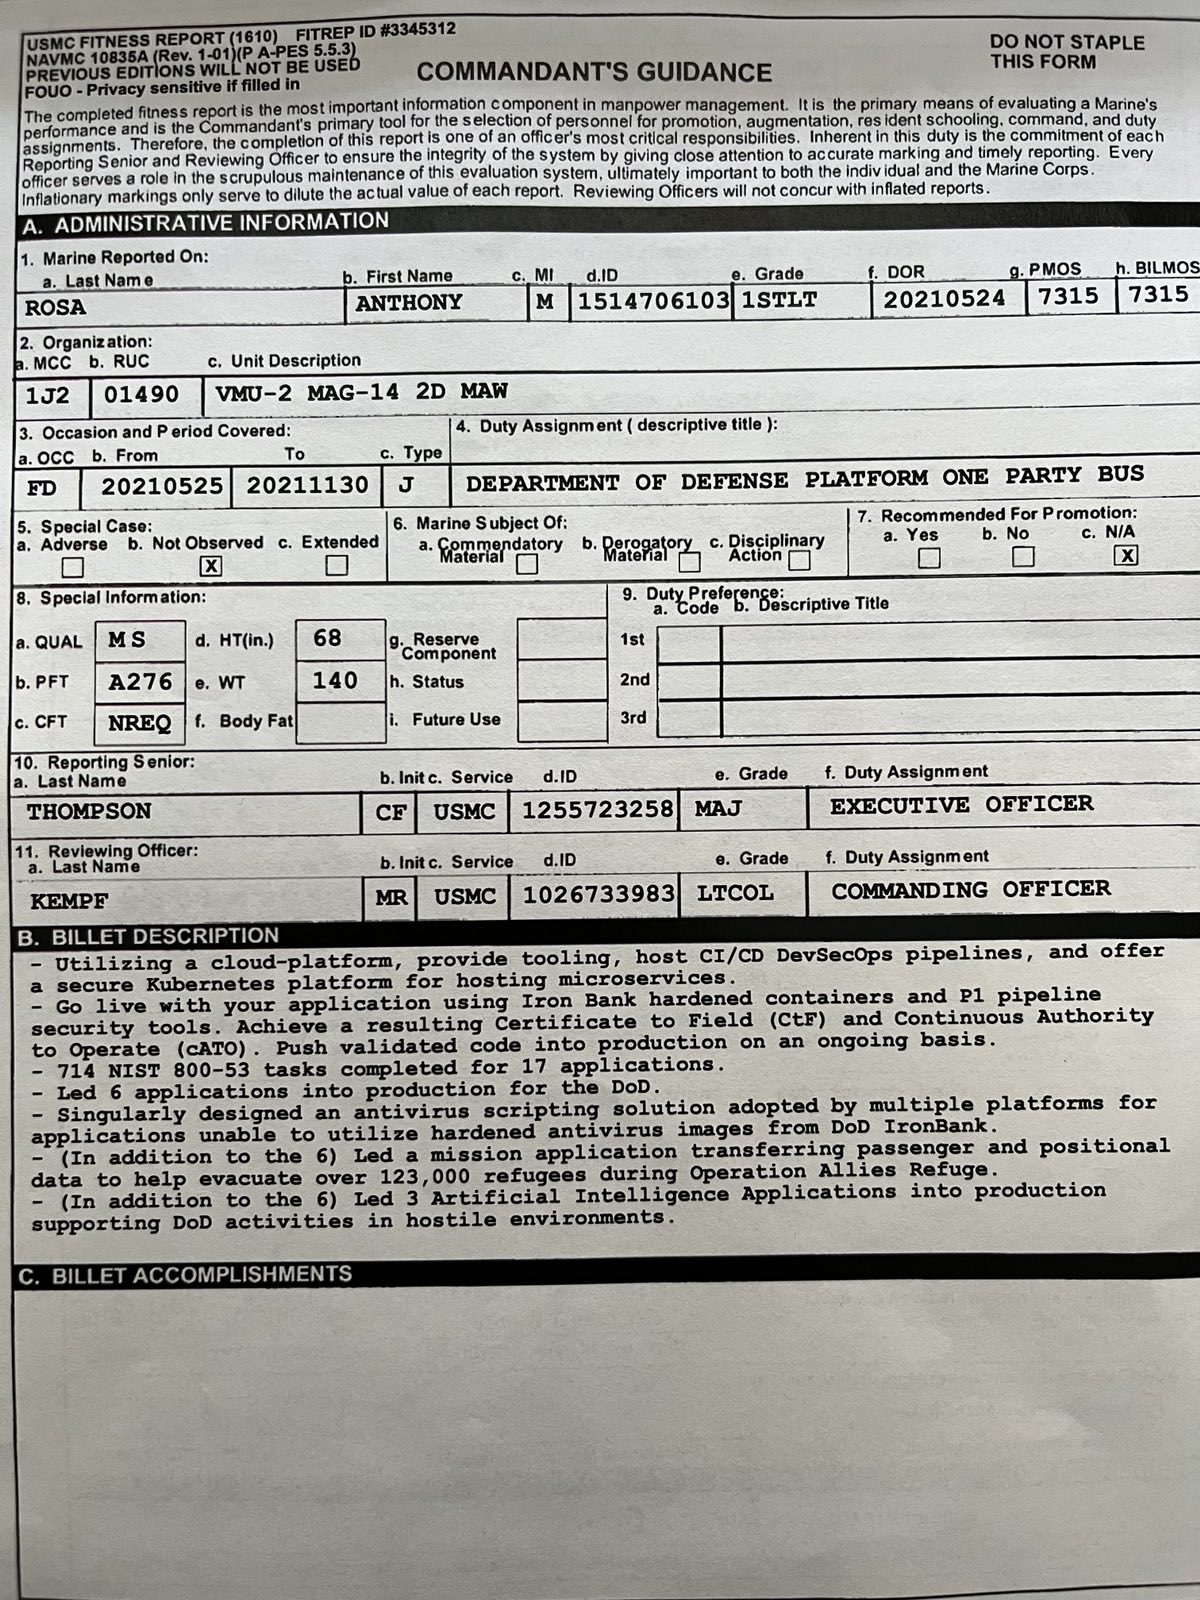 USMC FITNESS REPORT (1610) FITREP ID #3345312
NAVMC 10835A (Rev. 1-01)(P A-PES 5.5.3)
PREVIOUS EDITIONS WILL NOT BE USED
FOUO - Privacy sensitive if filled in
COMMANDANT'S GUIDANCE
DO NOT STAPLE
THIS FORM
The completed fitness report is the most important information component in manpower management. It is the primary means of evaluating a Marine's
performance and is the Commandant's primary tool for the selection of personnel for promotion, augmentation, res ident schooling, command, and duty
assignments. Therefore, the completion of this report is one of an officer's most critical responsibilities. Inherent in this duty is the commitment of each
Reporting Senior and Reviewing Officer to ensure the integrity of the system by giving close attention to accurate marking and timely reporting. Every
officer serves a role in the scrupulous maintenance of this evaluation system, ultimately important to both the indiv idual and the Marine Corps.
Inflationary markings only serve to dilute the actual value of each report. Reviewing Officers will not concur with inflated reports.
A. ADMINISTRATIVE INFORMATION
1. Marine Reported On:
a. Last Name b. First Name c. MI d.ID e. Grade f. DOR g. PMOS h. BILMOS
ROSA ANTHONY M 1514706103 1STLT 20210524 7315 7315
2. Organization:
a. MCC b. RUC c. Unit Description
1J2 01490 VMU-2 MAG-14 2D MAW
3. Occasion and Period Covered: 4. Duty Assignment ( descriptive title ):
a. OCC b. From To c. Type
FD 20210525 20211130 J DEPARTMENT OF DEFENSE PLATFORM ONE PARTY BUS
5. Special Case: 6. Marine Subject Of: 7. Recommended For Promotion:
a. Adverse b. Not Observed c. Extended a. Commendatory Material b. Derogatory Material c. Disciplinary Action a. Yes b. No c. N/A
X X
8. Special Information: 9. Duty Preference:
a. Code b. Descriptive Title
a. QUAL MS d. HT(in.) 68 g. Reserve Component 1st
b. PFT A276 e. WT 140 h. Status 2nd
c. CFT NREQ f. Body Fat i. Future Use 3rd
10. Reporting Senior:
a. Last Name b. Init c. Service d.ID e. Grade f. Duty Assignment
THOMPSON CF USMC 1255723258 MAJ EXECUTIVE OFFICER
11. Reviewing Officer:
a. Last Name b. Init c. Service d.ID e. Grade f. Duty Assignment
KEMPF MR USMC 1026733983 LTCOL COMMANDING OFFICER
B. BILLET DESCRIPTION
- Utilizing a cloud-platform, provide tooling, host CI/CD DevSecOps pipelines, and offer
a secure Kubernetes platform for hosting microservices.
- Go live with your application using Iron Bank hardened containers and P1 pipeline
security tools. Achieve a resulting Certificate to Field (CtF) and Continuous Authority
to Operate (cATO). Push validated code into production on an ongoing basis.
- 714 NIST 800-53 tasks completed for 17 applications.
- Led 6 applications into production for the DoD.
- Singularly designed an antivirus scripting solution adopted by multiple platforms for
applications unable to utilize hardened antivirus images from DoD IronBank.
- (In addition to the 6) Led a mission application transferring passenger and positional
data to help evacuate over 123,000 refugees during Operation Allies Refuge.
- (In addition to the 6) Led 3 Artificial Intelligence Applications into production
supporting DoD activities in hostile environments.
C. BILLET ACCOMPLISHMENTS